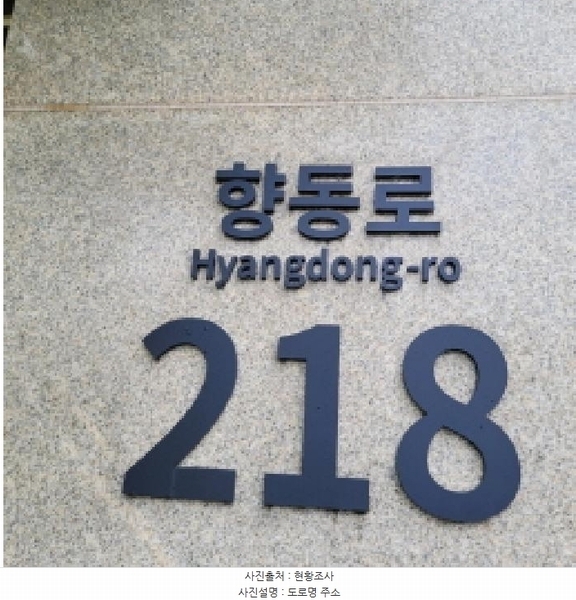 향동로
Hyangdong-ro
218
사진출처 : 현황조사
사진설명 : 도로명 주소